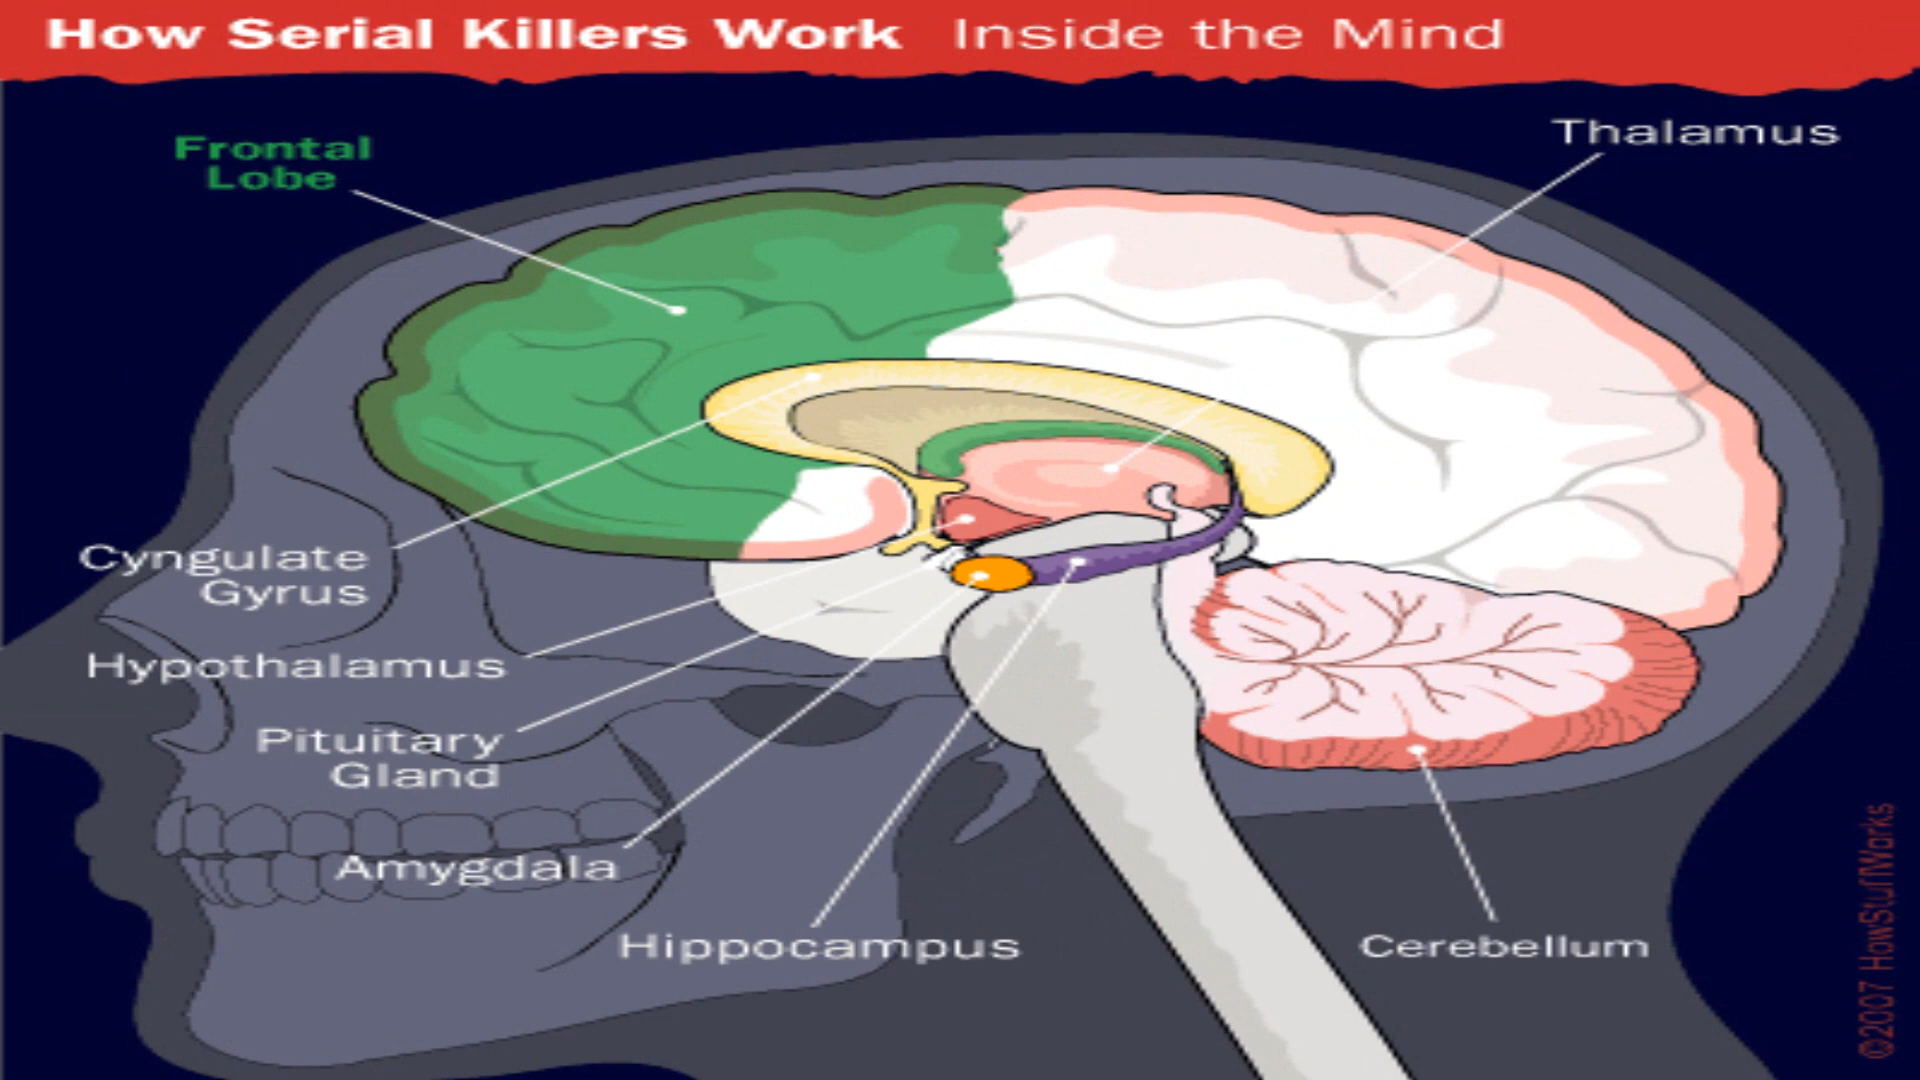 How Serial Killers Work Inside the Mind
Thalamus
Frontal
Lobe
Cyngulate
Gyrus
Hypothalamus
Pituitary
Gland
Amygdala
Hippocampus
Cerebellum
©2007 HowStuffWorks